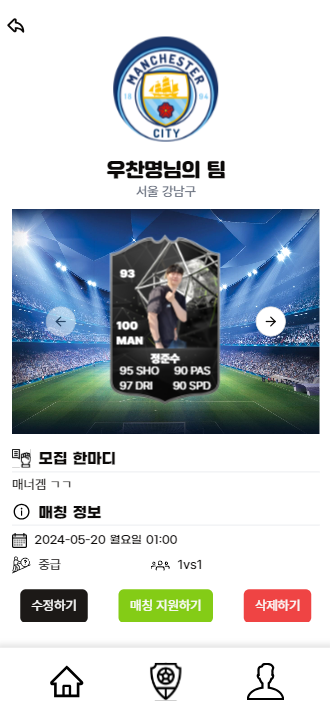 MANCHESTER
18 94
CITY
우찬명님의 팀
서울 강남구
93
100
MAN
정준수
95 SHO 90 PAS
97 DRI 90 SPD
모집 한마디
매너겜 ㄱㄱ
매칭 정보
2024-05-20 월요일 01:00
중급 1vs1
수정하기 매칭 지원하기 삭제하기